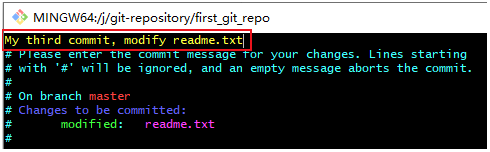 MINGW64:/j/git-repository/first_git_repo
My third commit, modify readme.txt
# Please enter the commit message for your changes. Lines starting
# with '#' will be ignored, and an empty message aborts the commit.
#
# On branch master
# Changes to be committed:
#       modified:   readme.txt
#